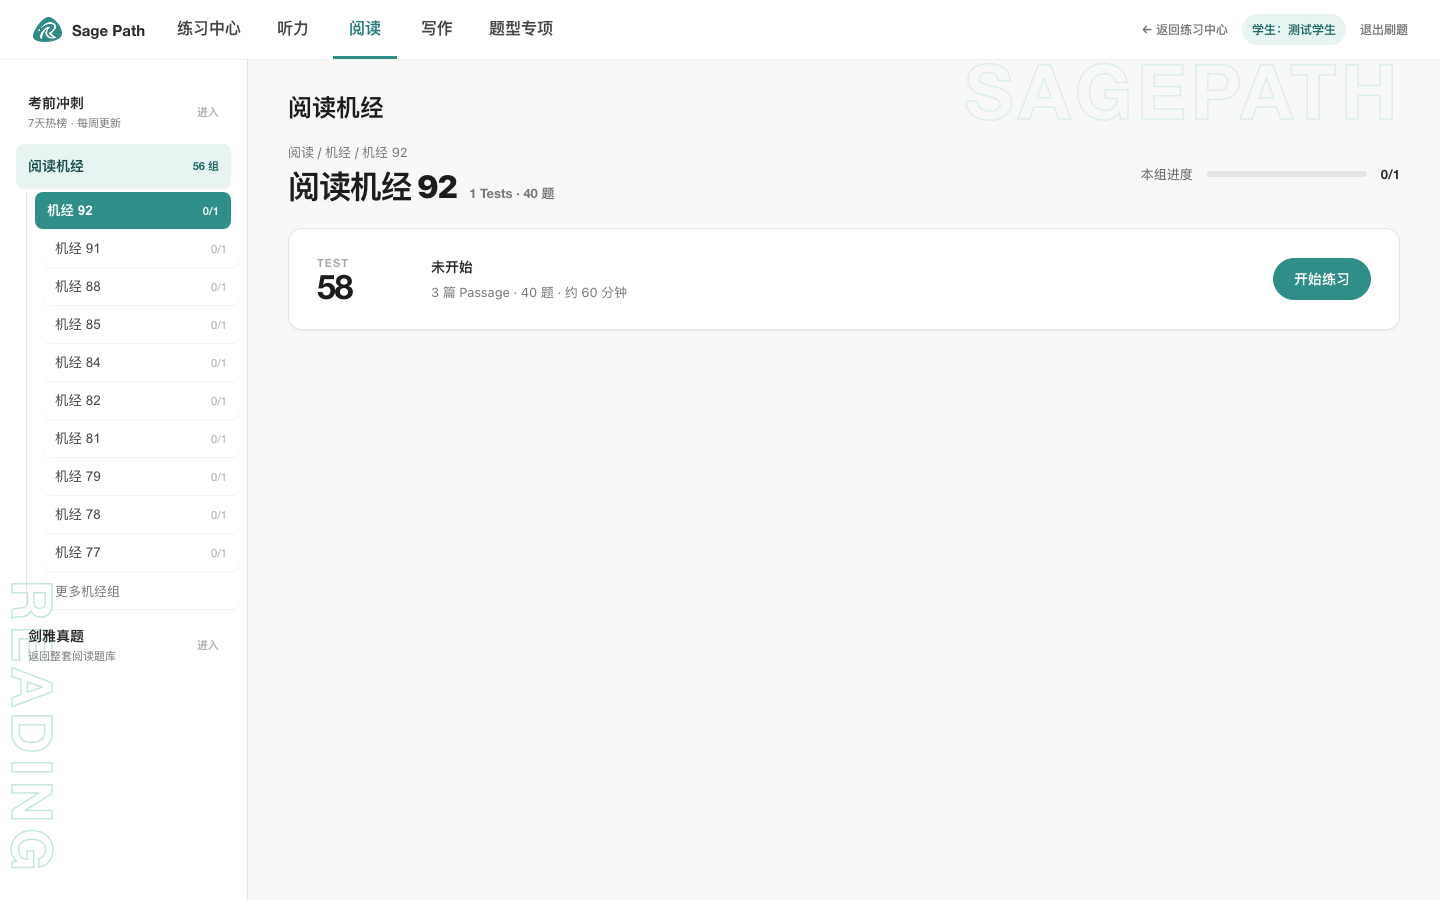 Sage Path
练习中心
听力
阅读
写作
题型专项
← 返回练习中心
学生：测试学生
退出刷题
SAGEPATH
考前冲刺
7天热榜 · 每周更新
进入
阅读机经
56 组
机经 92
0/1
机经 91
0/1
机经 88
0/1
机经 85
0/1
机经 84
0/1
机经 82
0/1
机经 81
0/1
机经 79
0/1
机经 78
0/1
机经 77
0/1
更多机经组
剑雅真题
返回整套阅读题库
进入
READING
阅读机经
阅读 / 机经 / 机经 92
阅读机经 92
1 Tests · 40 题
本组进度
0/1
TEST
58
未开始
3 篇 Passage · 40 题 · 约 60 分钟
开始练习